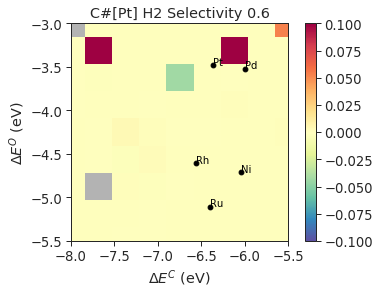 C#[Pt] H2 Selectivity 0.6
−3.0
−3.5
−4.0
−4.5
−5.0
−5.5
ΔE^O (eV)
Pt
Pd
Rh
Ni
Ru
−8.0 −7.5 −7.0 −6.5 −6.0 −5.5
ΔE^C (eV)
0.100
0.075
0.050
0.025
0.000
−0.025
−0.050
−0.075
−0.100